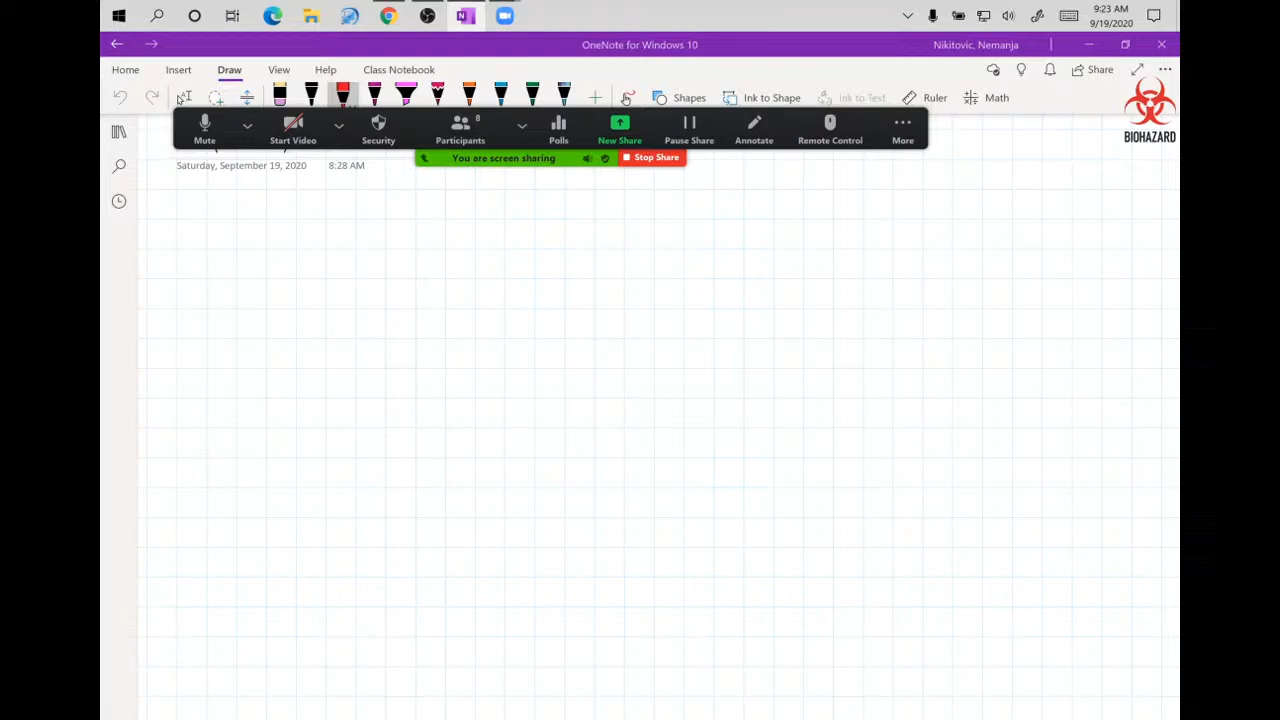 9:23 AM
9/19/2020
OneNote for Windows 10
Nikitovic, Nemanja
Home Insert Draw View Help Class Notebook
Share
Shapes Ink to Shape Ink to Text Ruler Math
8
Mute Start Video Security Participants Polls New Share Pause Share Annotate Remote Control More
BIOHAZARD
You are screen sharing Stop Share
Saturday, September 19, 2020 8:28 AM